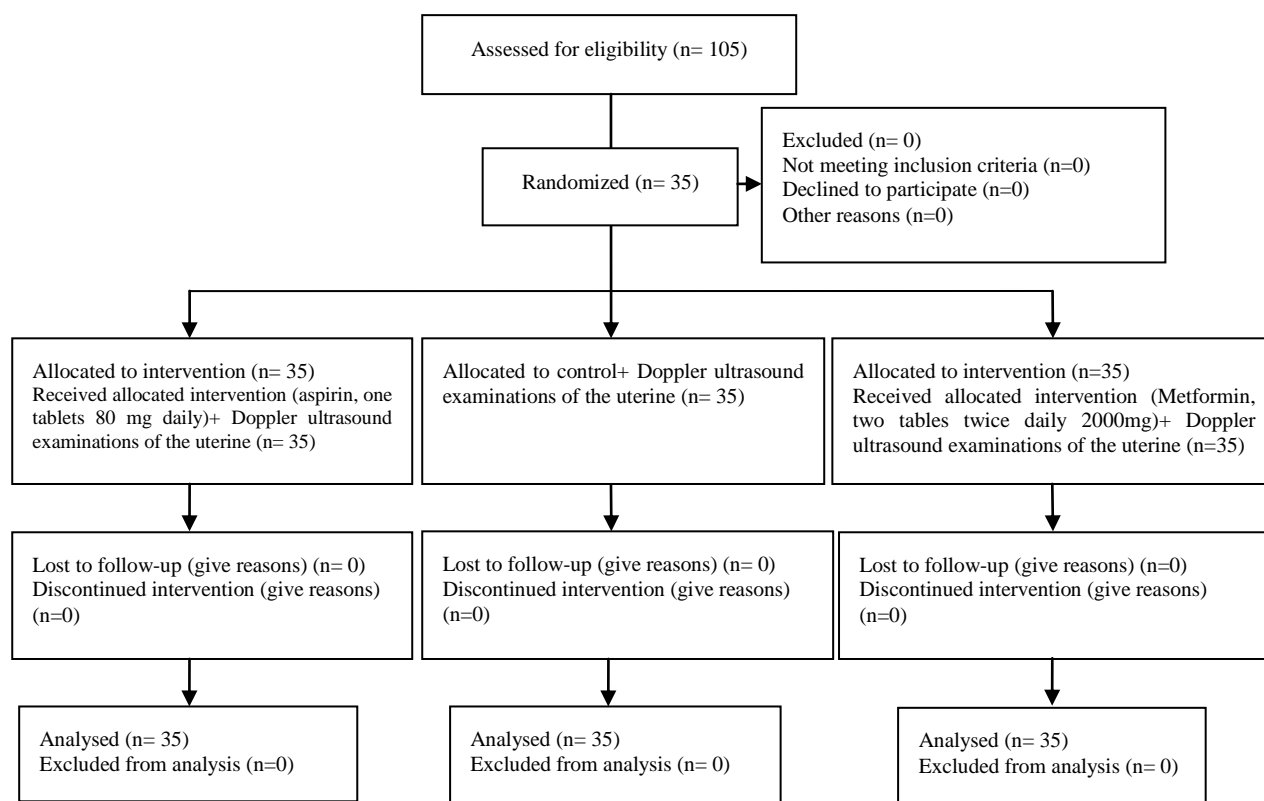 Assessed for eligibility (n= 105)
Excluded (n= 0)
Not meeting inclusion criteria (n=0)
Declined to participate (n=0)
Other reasons (n=0)
Randomized (n= 35)
Allocated to intervention (n= 35)
Received allocated intervention (aspirin, one
tablets 80 mg daily)+ Doppler ultrasound
examinations of the uterine (n= 35)
Allocated to control+ Doppler ultrasound
examinations of the uterine (n= 35)
Allocated to intervention (n=35)
Received allocated intervention (Metformin,
two tables twice daily 2000mg)+ Doppler
ultrasound examinations of the uterine (n=35)
Lost to follow-up (give reasons) (n= 0)
Discontinued intervention (give reasons)
(n=0)
Lost to follow-up (give reasons) (n= 0)
Discontinued intervention (give reasons)
(n=0)
Lost to follow-up (give reasons) (n=0)
Discontinued intervention (give reasons)
(n=0)
Analysed (n= 35)
Excluded from analysis (n=0)
Analysed (n= 35)
Excluded from analysis (n= 0)
Analysed (n= 35)
Excluded from analysis (n= 0)